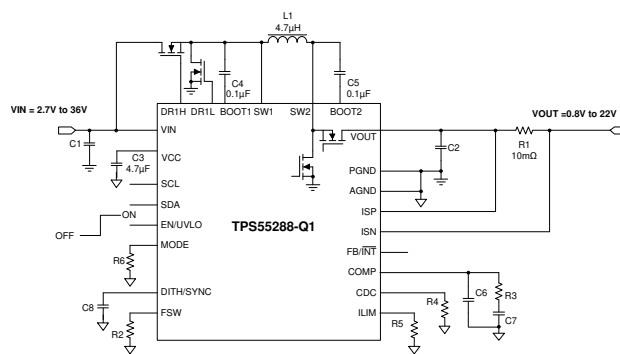 L1
4.7µH
C4
0.1µF
C5
0.1µF
VIN = 2.7V to 36V
DR1H DR1L BOOT1 SW1 SW2 BOOT2
VOUT =0.8V to 22V
VIN
VOUT
C1
C2
R1
10mΩ
VCC
C3
4.7µF
PGND
SCL
AGND
SDA
ISP
ON
OFF
EN/UVLO
TPS55288-Q1
ISN
MODE
FB/INT
R6
COMP
DITH/SYNC
CDC
C6
R3
C8
R4
C7
FSW
ILIM
R2
R5